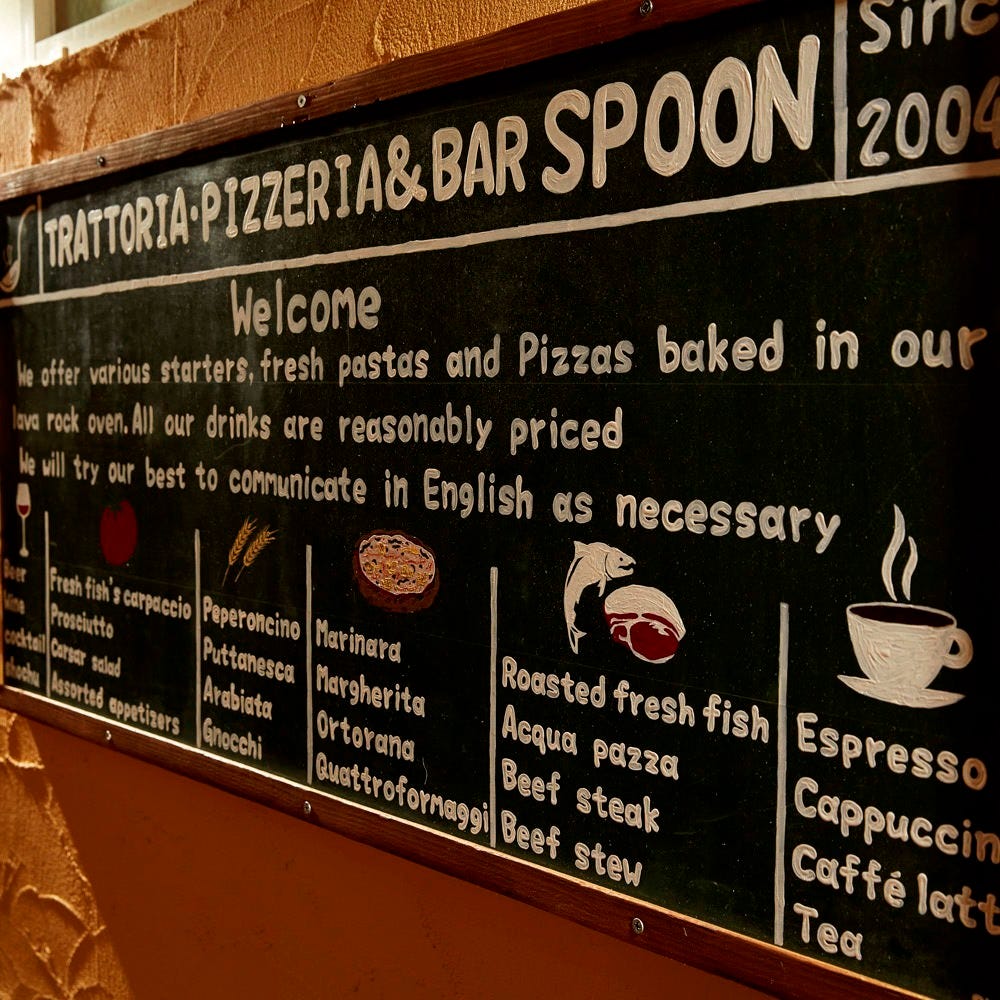 TRATTORIA·PIZZERIA&BAR SPOON
Sinc
2004
Welcome
We offer various starters, fresh pastas and Pizzas baked in our
lava rock oven. All our drinks are reasonably priced
We will try our best to communicate in English as necessary
Beer
Wine
cocktail
shochu
Fresh fish's carpaccio
Prosciutto
Carsar salad
Assorted appetizers
Peperoncino
Puttanesca
Arabiata
Gnocchi
Marinara
Margherita
Ortorana
Quattroformaggi
Roasted fresh fish
Acqua pazza
Beef steak
Beef stew
Espresso
Cappuccin
Caffé latt
Tea